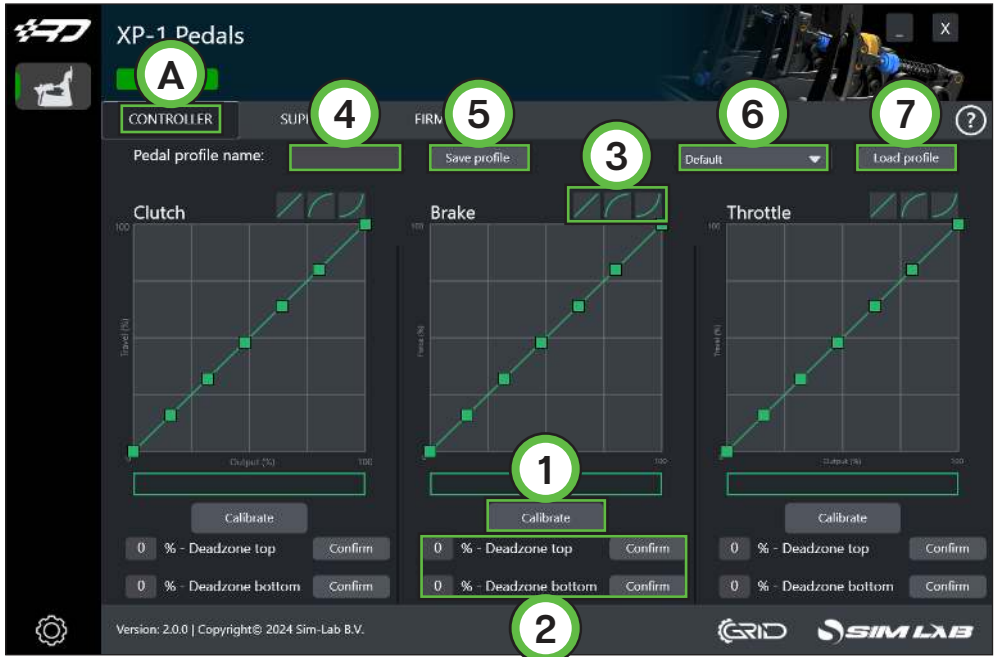 XP-1 Pedals
_ X
A 4 5 6 7
CONTROLLER
?
Pedal profile name: Save profile 3 Default Load profile
Clutch Brake Throttle
100 100 100
Travel (%) Force (%) Travel (%)
0 Output (%) 100 0 100 0 Output (%) 100
1
Calibrate Calibrate Calibrate
0 % - Deadzone top Confirm 0 % - Deadzone top Confirm 0 % - Deadzone top Confirm
0 % - Deadzone bottom Confirm 0 % - Deadzone bottom Confirm 0 % - Deadzone bottom Confirm
Version: 2.0.0 | Copyright© 2024 Sim-Lab B.V. 2 GRID SIM LAB